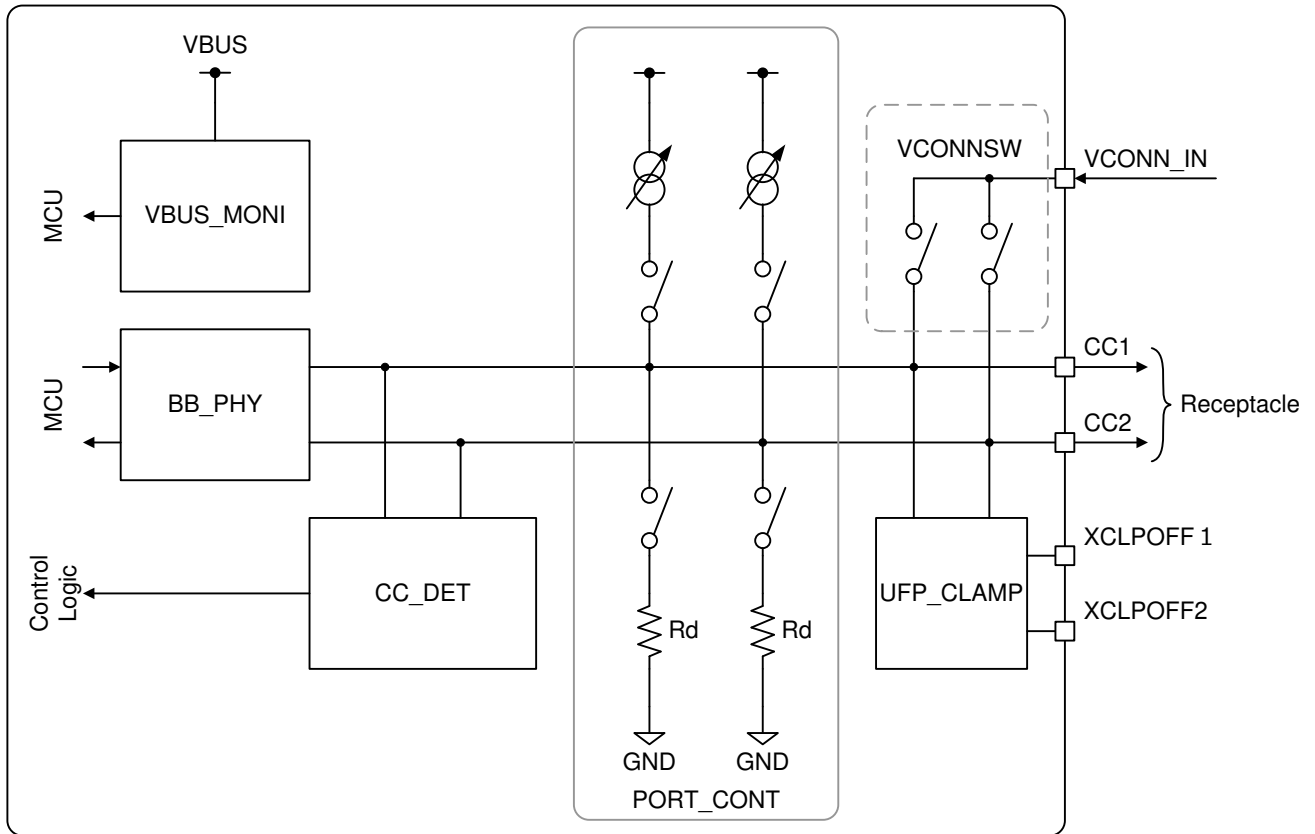 VBUS
VCONNSW
VCONN_IN
MCU
VBUS_MONI
CC1
MCU
BB_PHY
Receptacle
CC2
XCLPOFF 1
Control
Logic
CC_DET
UFP_CLAMP
XCLPOFF2
Rd
Rd
GND
GND
PORT_CONT